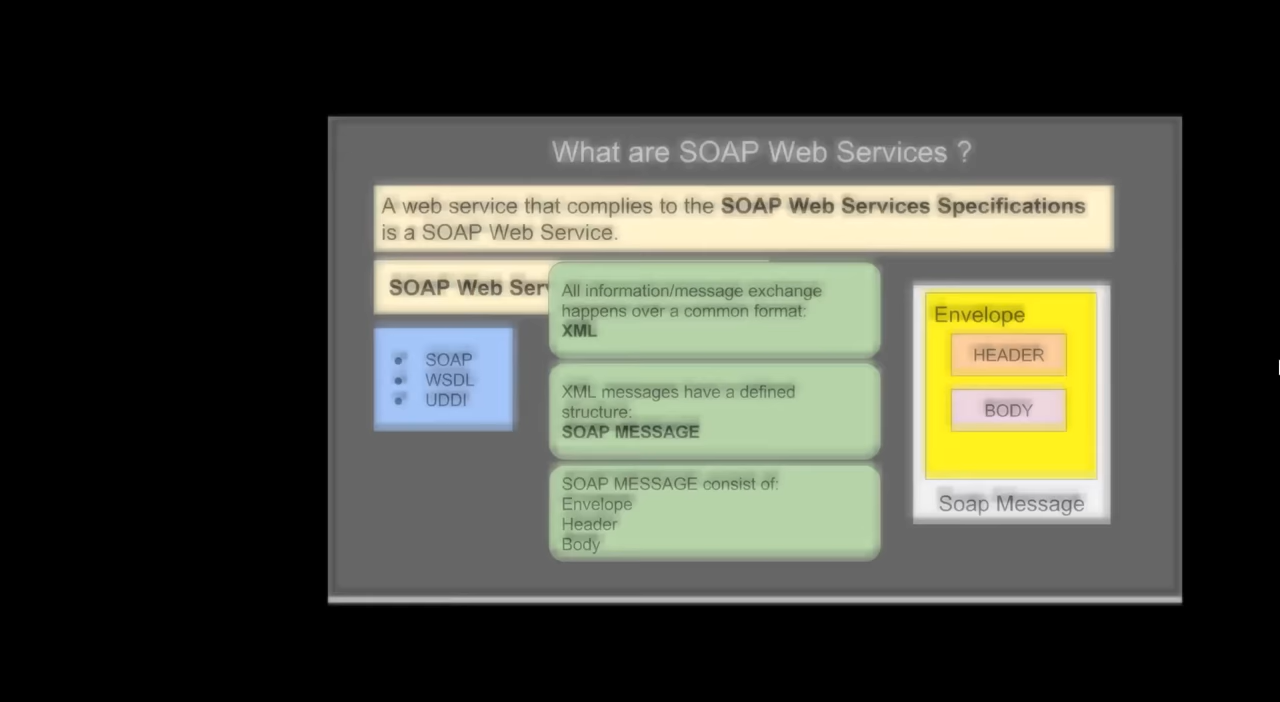 What are SOAP Web Services ?
A web service that complies to the SOAP Web Services Specifications
is a SOAP Web Service.
SOAP Web
All information/message exchange
happens over a common format:
XML
SOAP
WSDL
UDDI
XML messages have a defined
structure:
SOAP MESSAGE
SOAP MESSAGE consist of:
Envelope
Header
Body
Envelope
HEADER
BODY
Soap Message